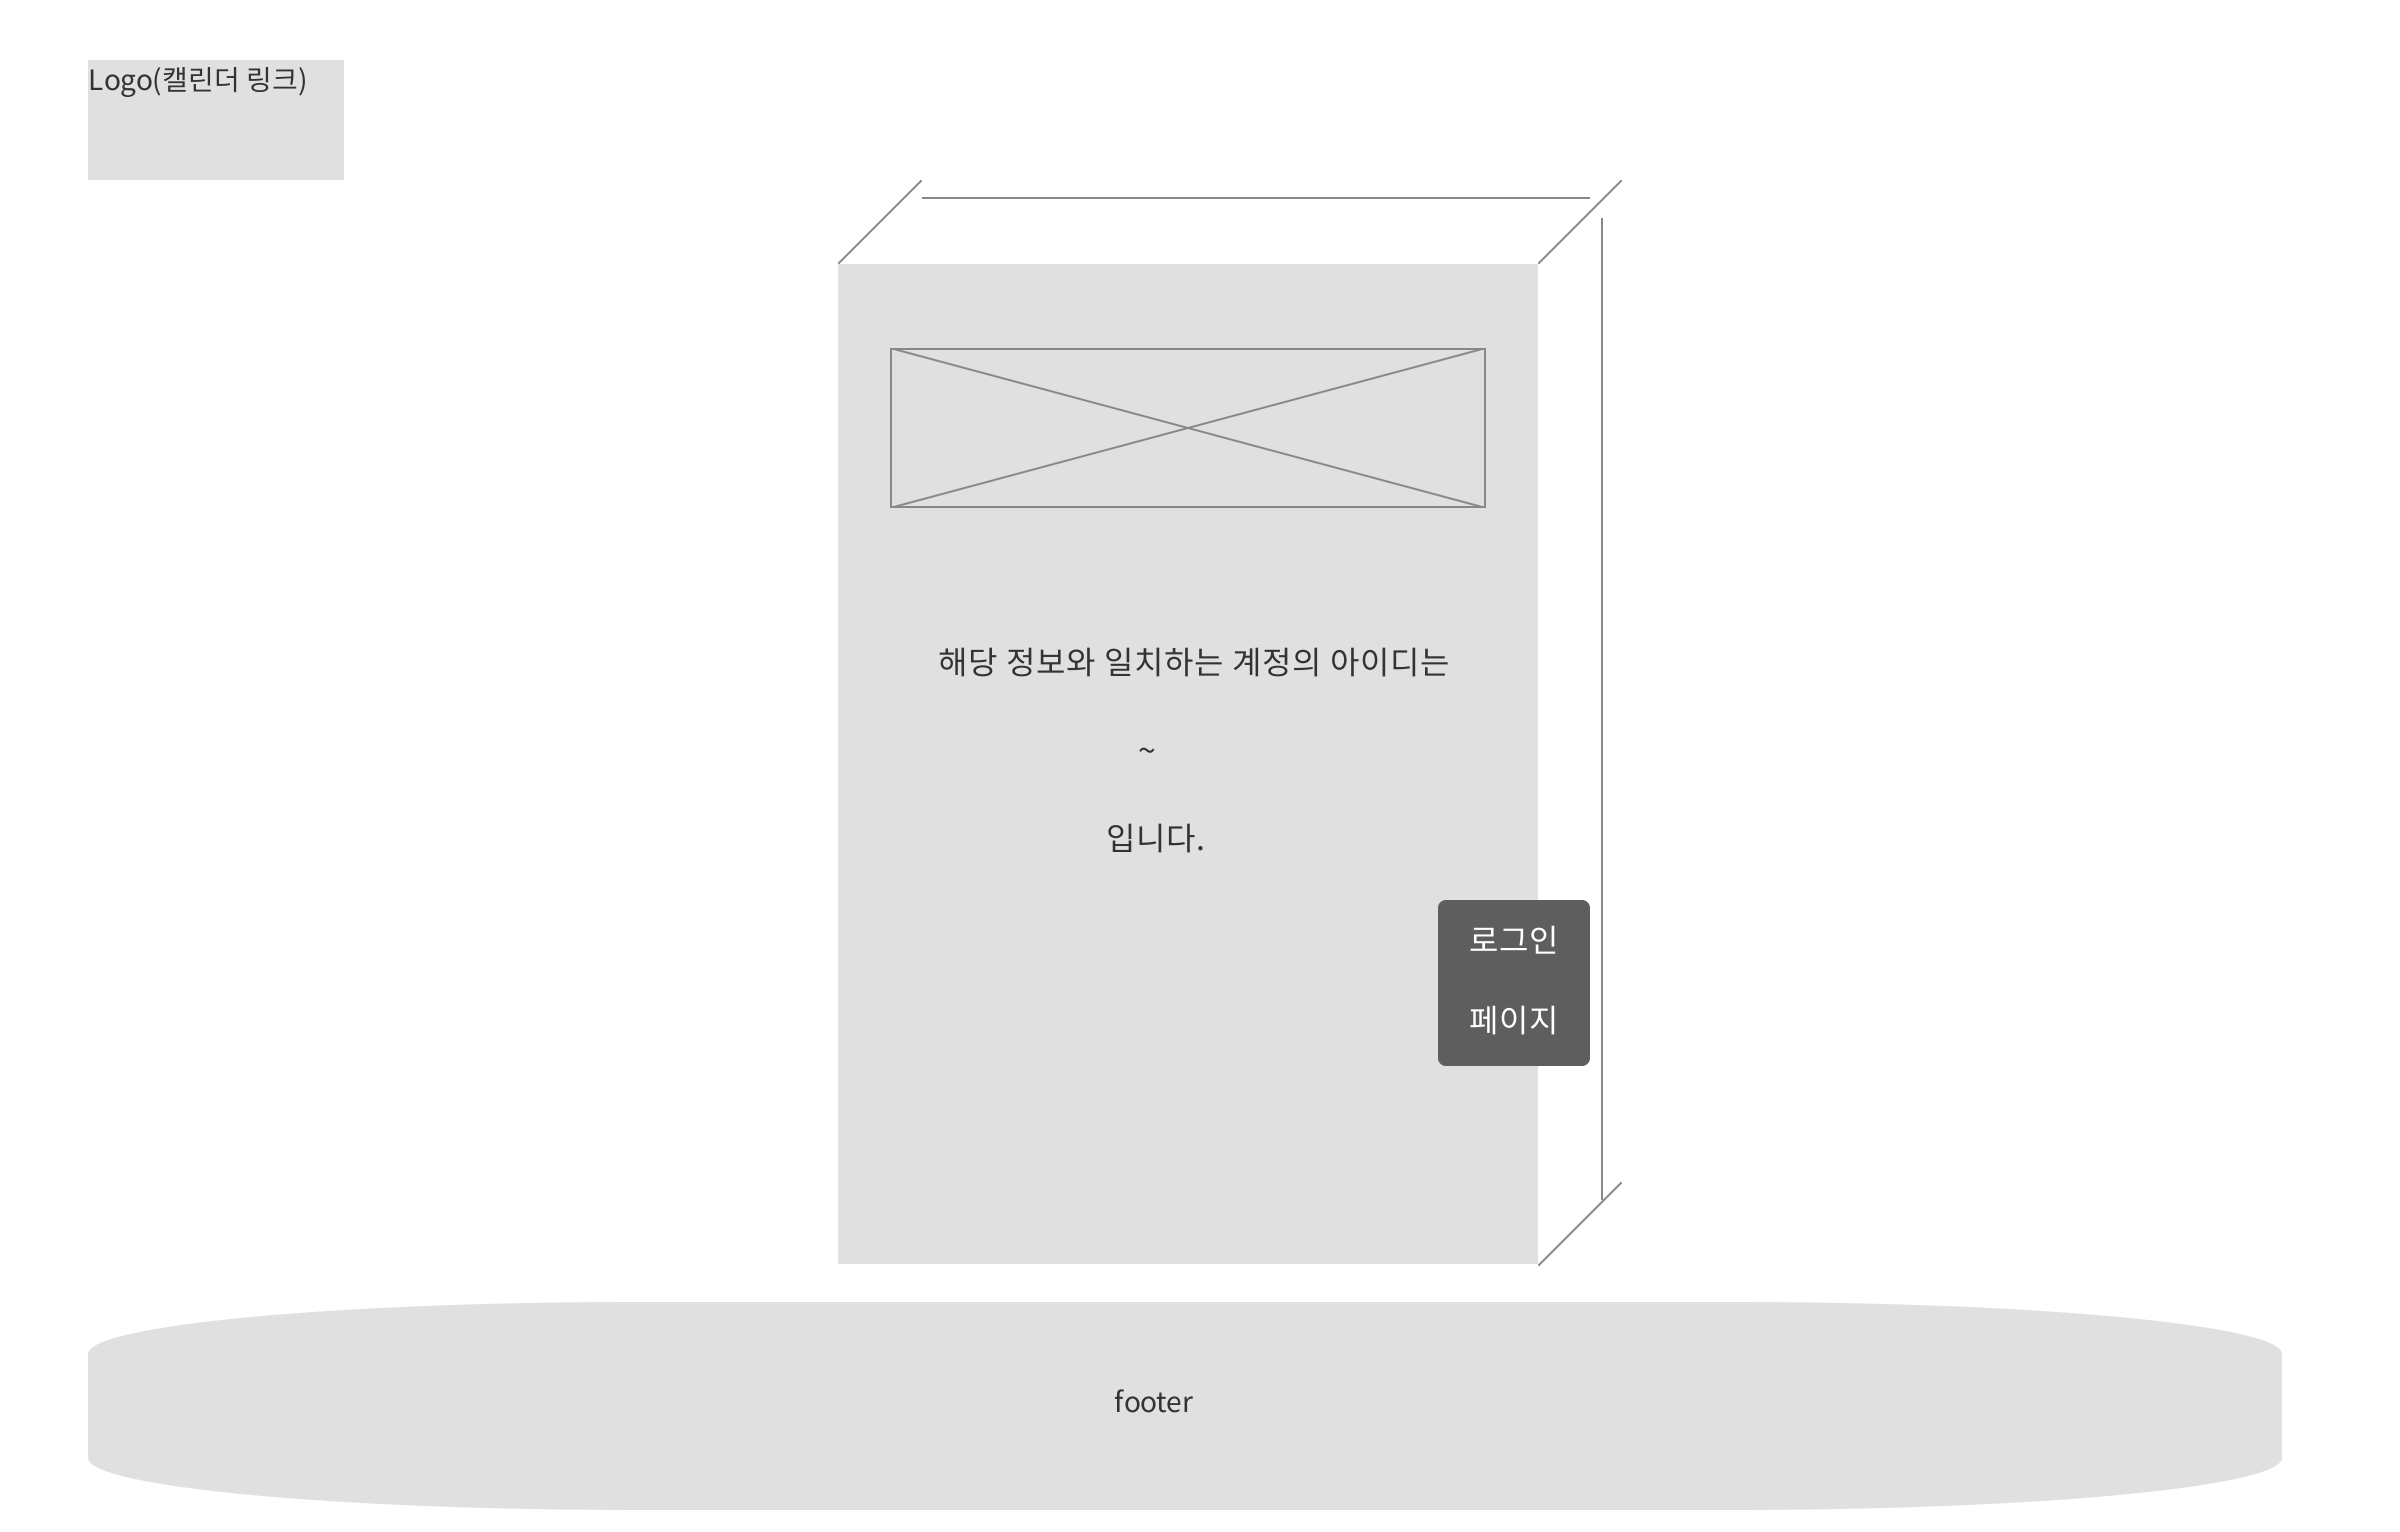 Logo(캘린더 링크)
해당 정보와 일치하는 계정의 아이디는
~
입니다.
로그인
페이지
footer